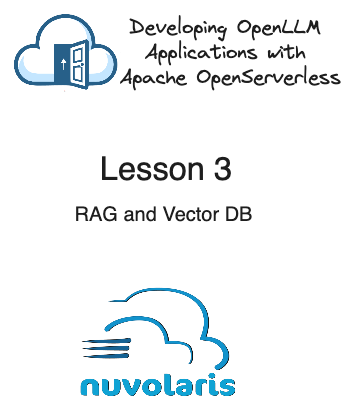 Developing OpenLLM
Applications with
Apache OpenServerless
Lesson 3
RAG and Vector DB
nuvolaris